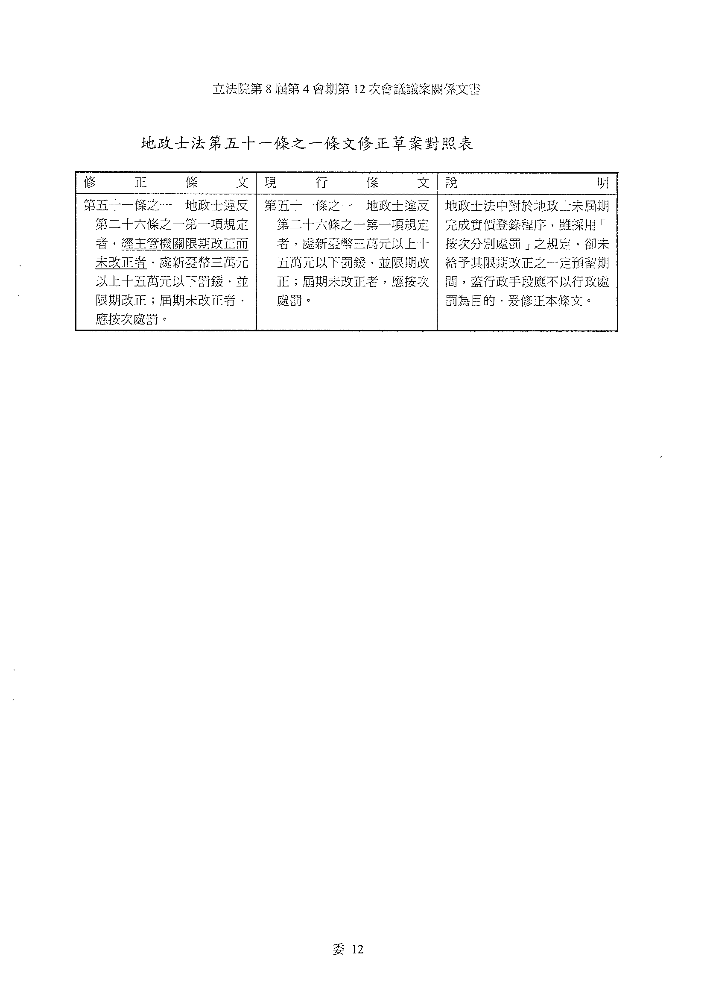 立法院第 8 屆第 4 會期第 12 次會議議案關係文書
地政士法第五十一條之一條文修正草案對照表
修正條文
第五十一條之一　地政士違反
第二十六條之一第一項規定
者，經主管機關限期改正而
未改正者，處新臺幣三萬元
以上十五萬元以下罰鍰，並
限期改正；屆期未改正者，
應按次處罰。
現行條文
第五十一條之一　地政士違反
第二十六條之一第一項規定
者，處新臺幣三萬元以上十
五萬元以下罰鍰，並限期改
正；屆期未改正者，應按次
處罰。
說明
地政士法中對於地政士未屆期
完成實價登錄程序，雖採用「
按次分別處罰」之規定，卻未
給予其限期改正之一定預留期
間，蓋行政手段應不以行政處
罰為目的，爰修正本條文。
委 12